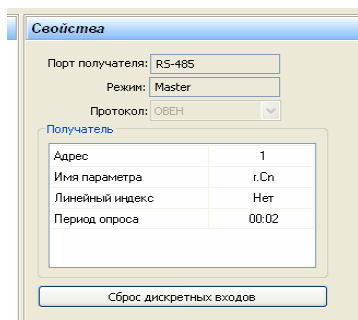 Свойства
Порт получателя: RS-485
Режим: Master
Протокол: ОВЕН
Получатель
Адрес 1
Имя параметра r.Cn
Линейный индекс Нет
Период опроса 00:02
Сброс дискретных входов